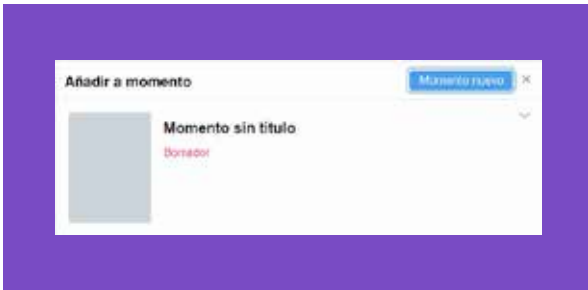 Añadir a momento
Momento nuevo
Momento sin título
Borrador